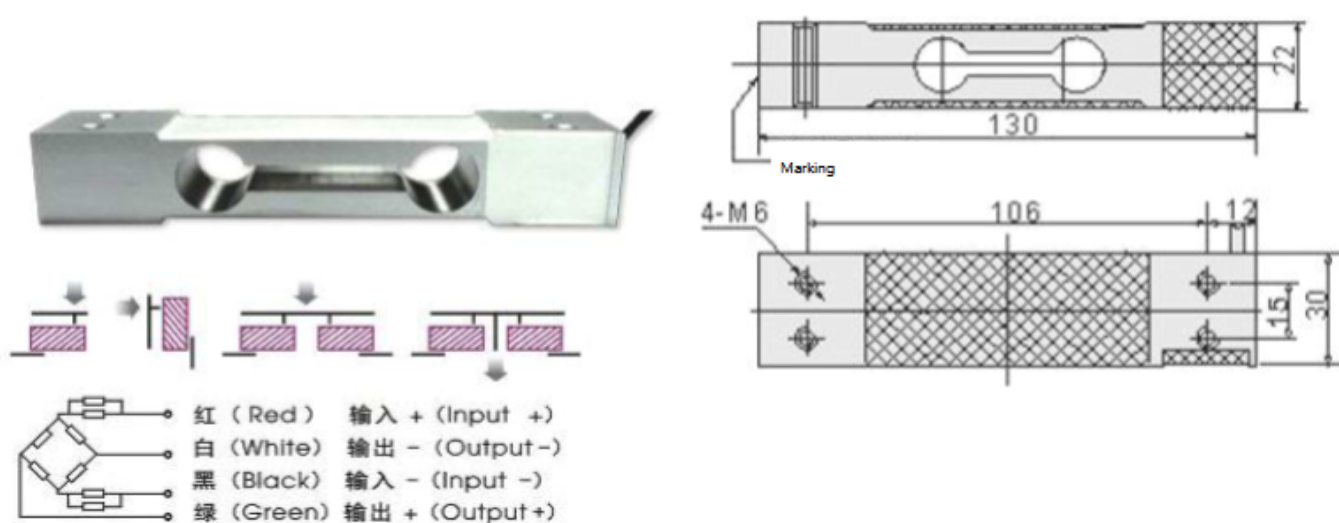 22
130
Marking
4-M6
106
12
15
30
红 (Red) 输入 + (Input +)
白 (White) 输出 - (Output-)
黑 (Black) 输入 - (Input -)
绿 (Green) 输出 + (Output+)